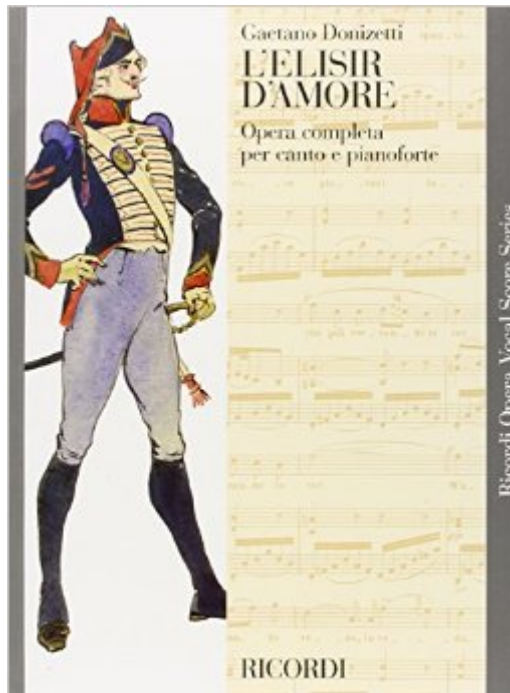 Gaetano Donizetti
L'ELISIR
D'AMORE
Opera completa
per canto e pianoforte
Ricordi Opera Vocal Score Series
RICORDI